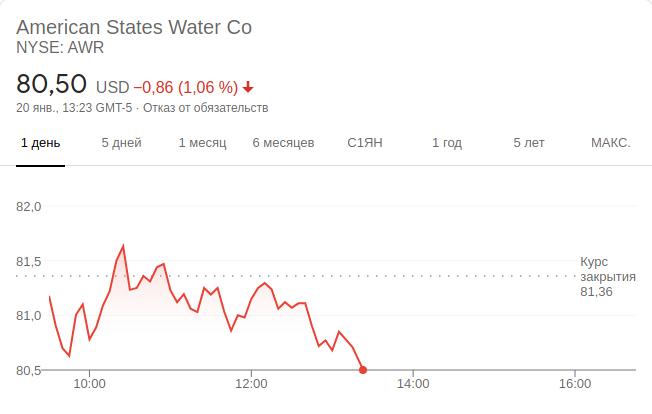 American States Water Co
NYSE: AWR
80,50 USD −0,86 (1,06 %)
20 янв., 13:23 GMT-5 · Отказ от обязательств
1 день 5 дней 1 месяц 6 месяцев С1ЯН 1 год 5 лет МАКС.
82,0
81,5
Курс
закрытия
81,36
81,0
80,5
10:00 12:00 14:00 16:00